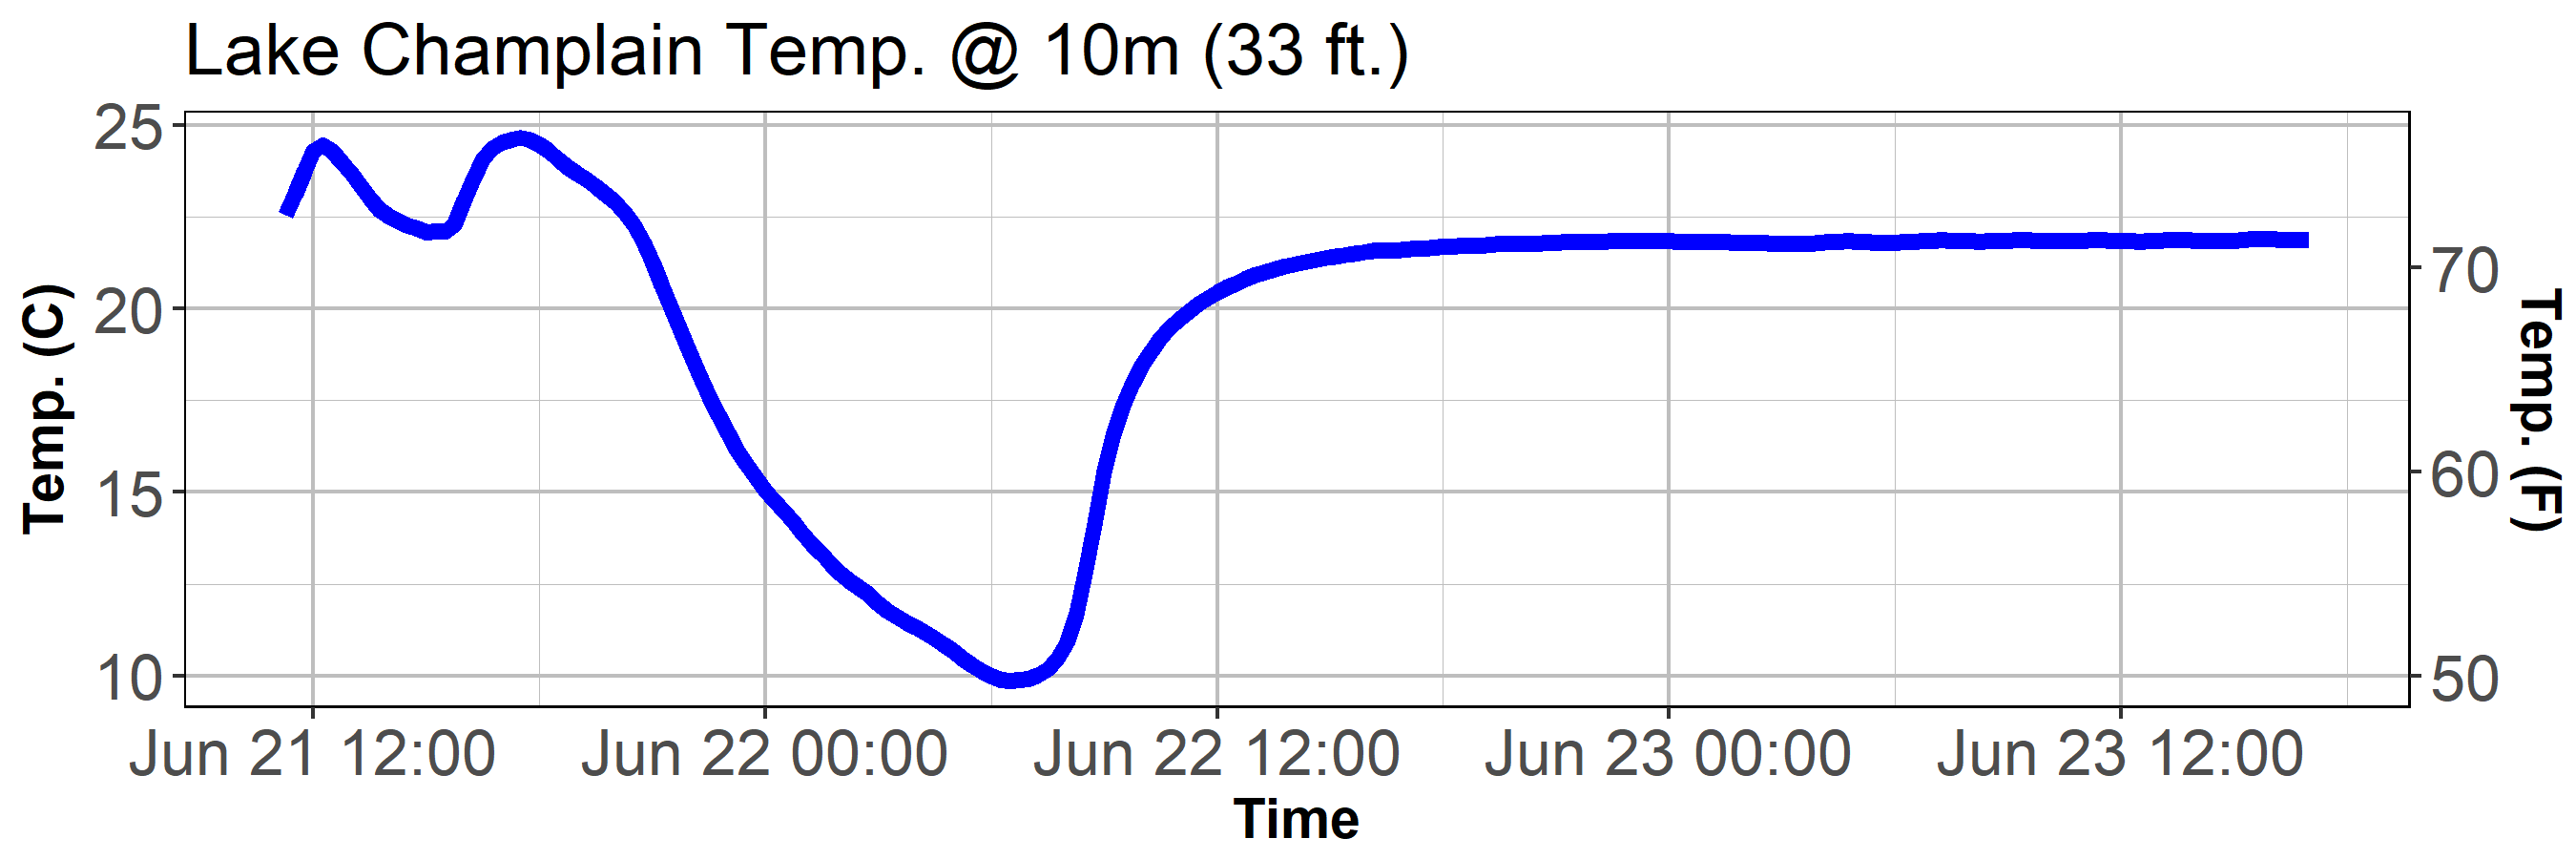 Lake Champlain Temp. @ 10m (33 ft.)
Temp. (C)
25
20
15
10
70
60
50
Temp. (F)
Jun 21 12:00 Jun 22 00:00 Jun 22 12:00 Jun 23 00:00 Jun 23 12:00
Time